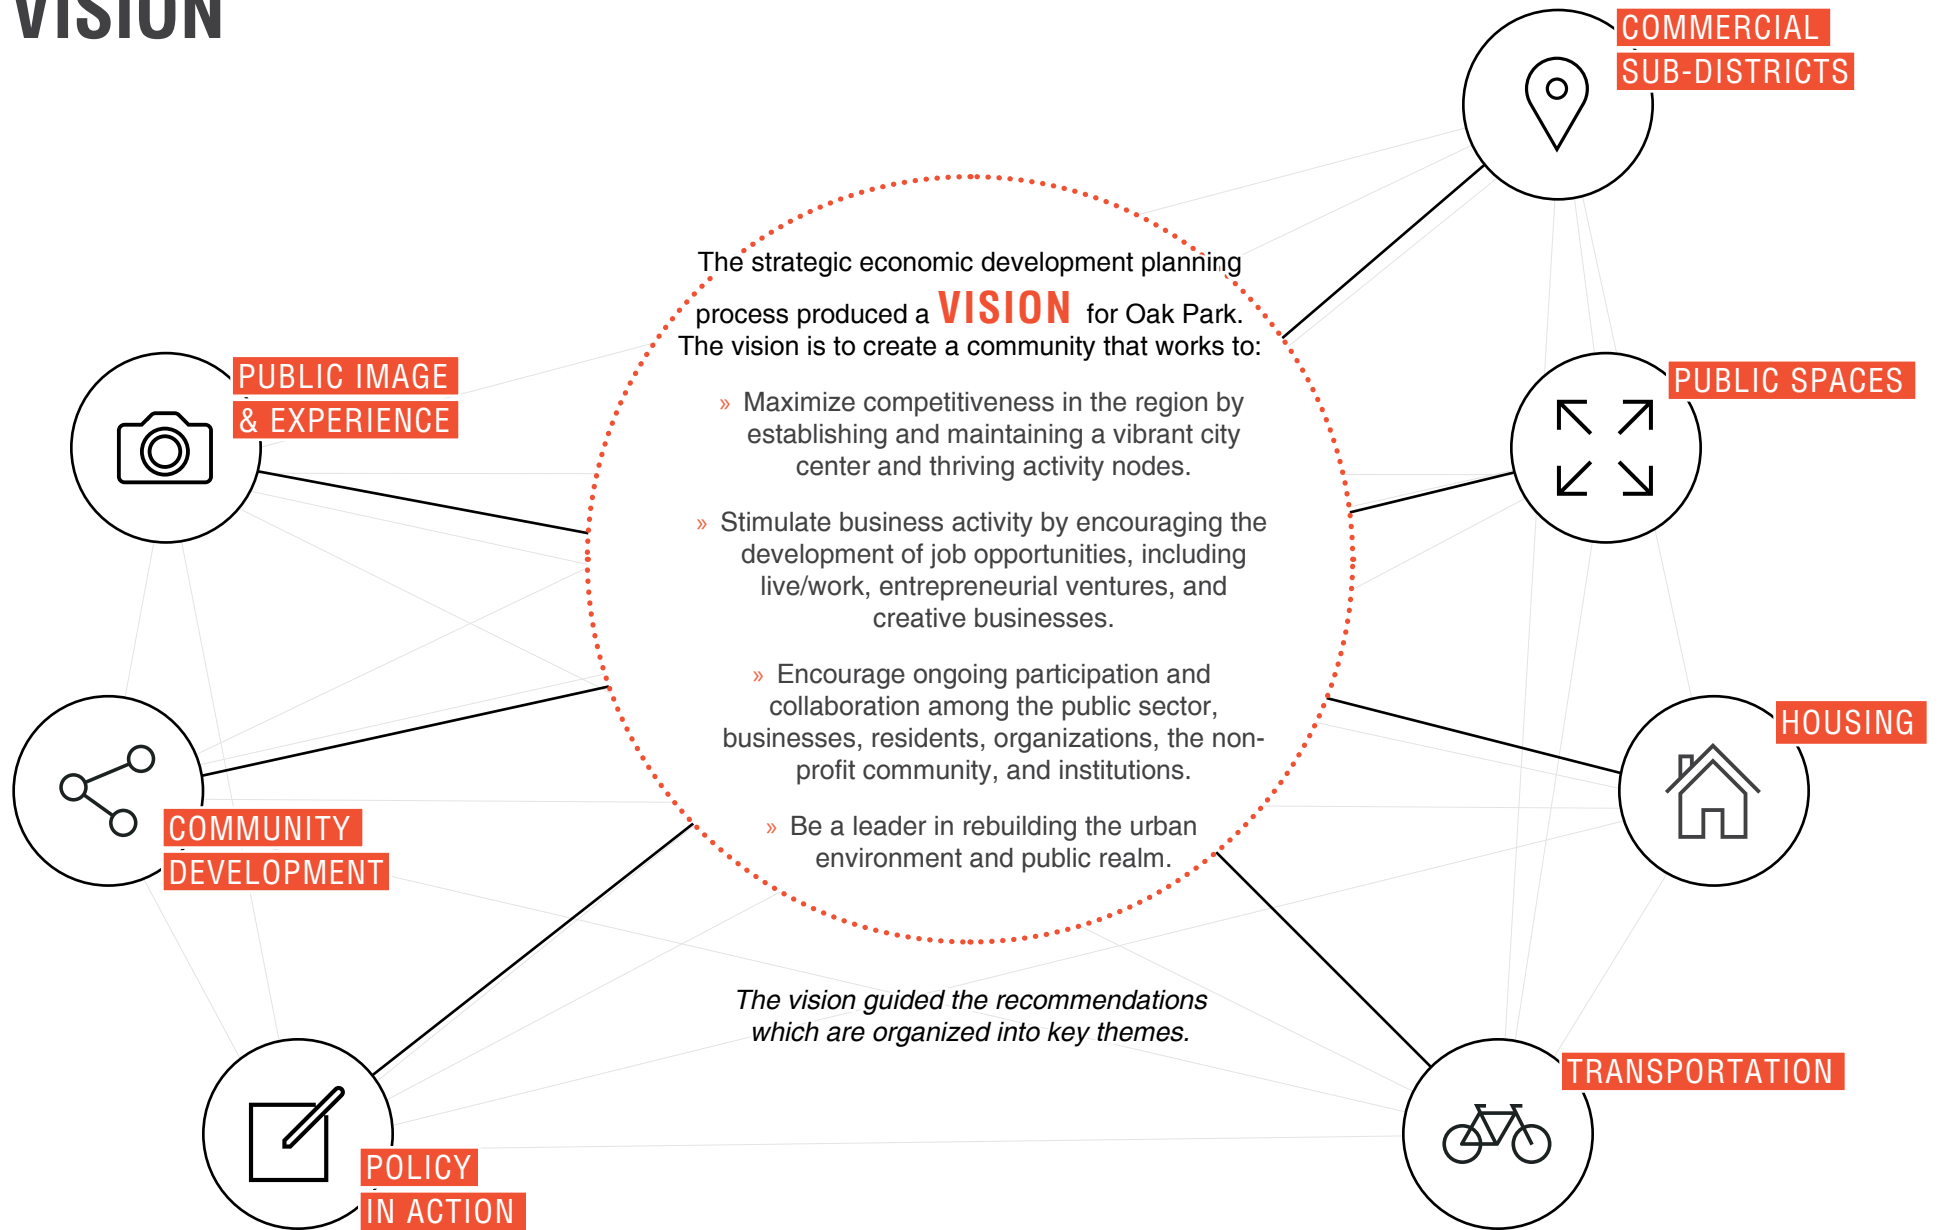 VISION
COMMERCIAL
SUB-DISTRICTS
The strategic economic development planning
process produced a VISION for Oak Park.
The vision is to create a community that works to:
PUBLIC IMAGE
& EXPERIENCE
PUBLIC SPACES
» Maximize competitiveness in the region by
establishing and maintaining a vibrant city
center and thriving activity nodes.
» Stimulate business activity by encouraging the
development of job opportunities, including
live/work, entrepreneurial ventures, and
creative businesses.
» Encourage ongoing participation and
collaboration among the public sector,
businesses, residents, organizations, the non-
profit community, and institutions.
» Be a leader in rebuilding the urban
environment and public realm.
HOUSING
COMMUNITY
DEVELOPMENT
The vision guided the recommendations
which are organized into key themes.
TRANSPORTATION
POLICY
IN ACTION